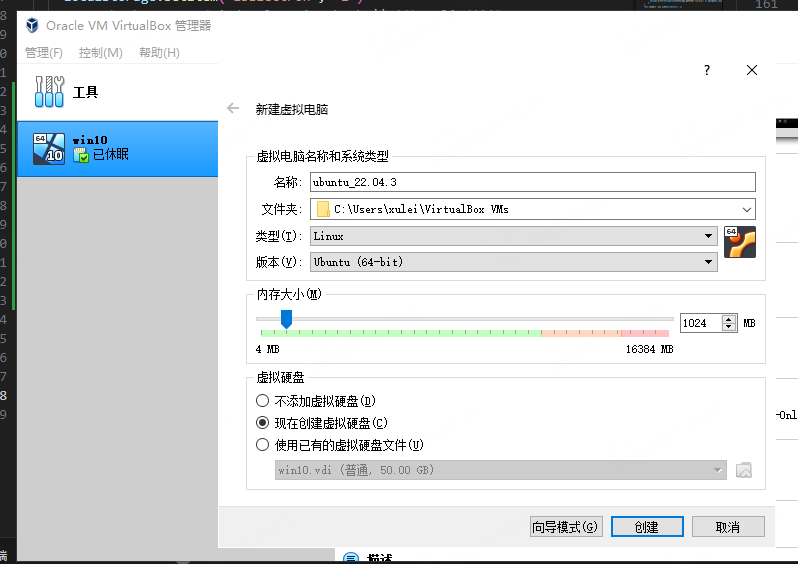 161
Oracle VM VirtualBox 管理器
管理(F) 控制(M) 帮助(H)
工具
64
10
win10
已休眠
?
新建虚拟电脑
虚拟电脑名称和系统类型
名称: ubuntu_22.04.3
文件夹: C:\Users\xulei\VirtualBox VMs
类型(T): Linux
64
版本(V): Ubuntu (64-bit)
内存大小(M)
1024 MB
4 MB 16384 MB
虚拟硬盘
不添加虚拟硬盘(D)
现在创建虚拟硬盘(C)
使用已有的虚拟硬盘文件(U)
win10.vdi (普通, 50.00 GB)
-Onl
向导模式(G) 创建 取消
描述